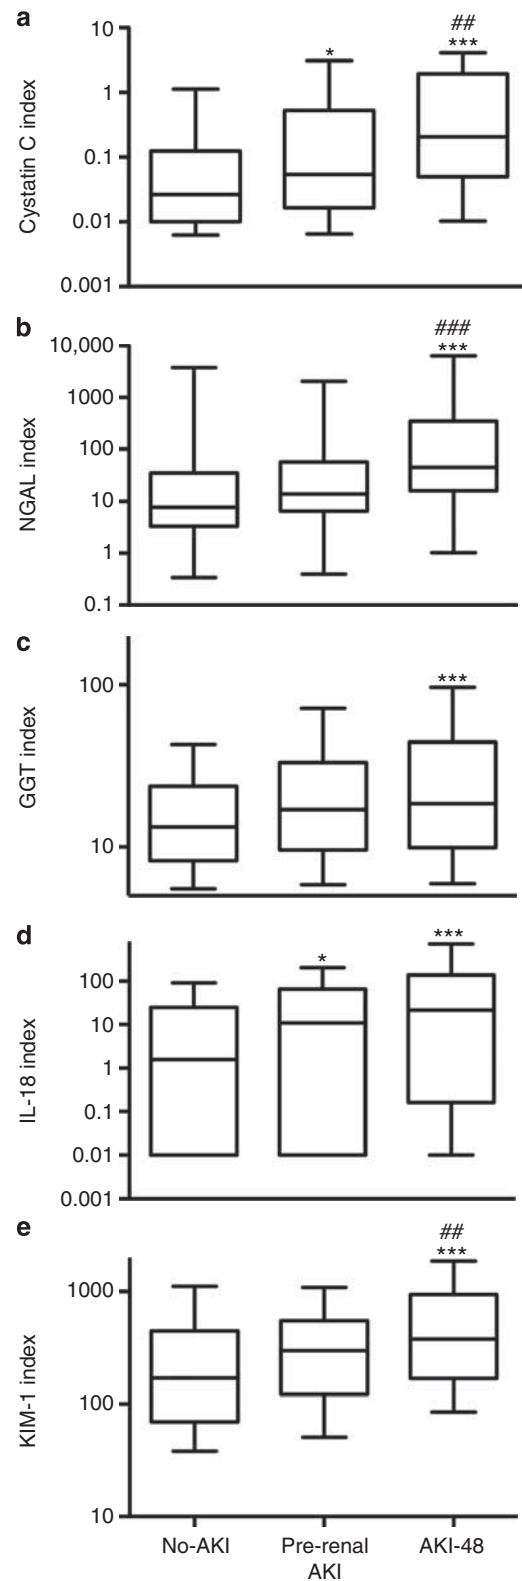 a
##
***
*
10
1
0.1
0.01
0.001
Cystatin C index
b
###
***
10,000
1000
100
10
1
0.1
NGAL index
c
***
100
10
GGT index
d
***
*
100
10
1
0.1
0.01
0.001
IL-18 index
e
##
***
1000
100
10
KIM-1 index
No-AKI
Pre-renal
AKI
AKI-48